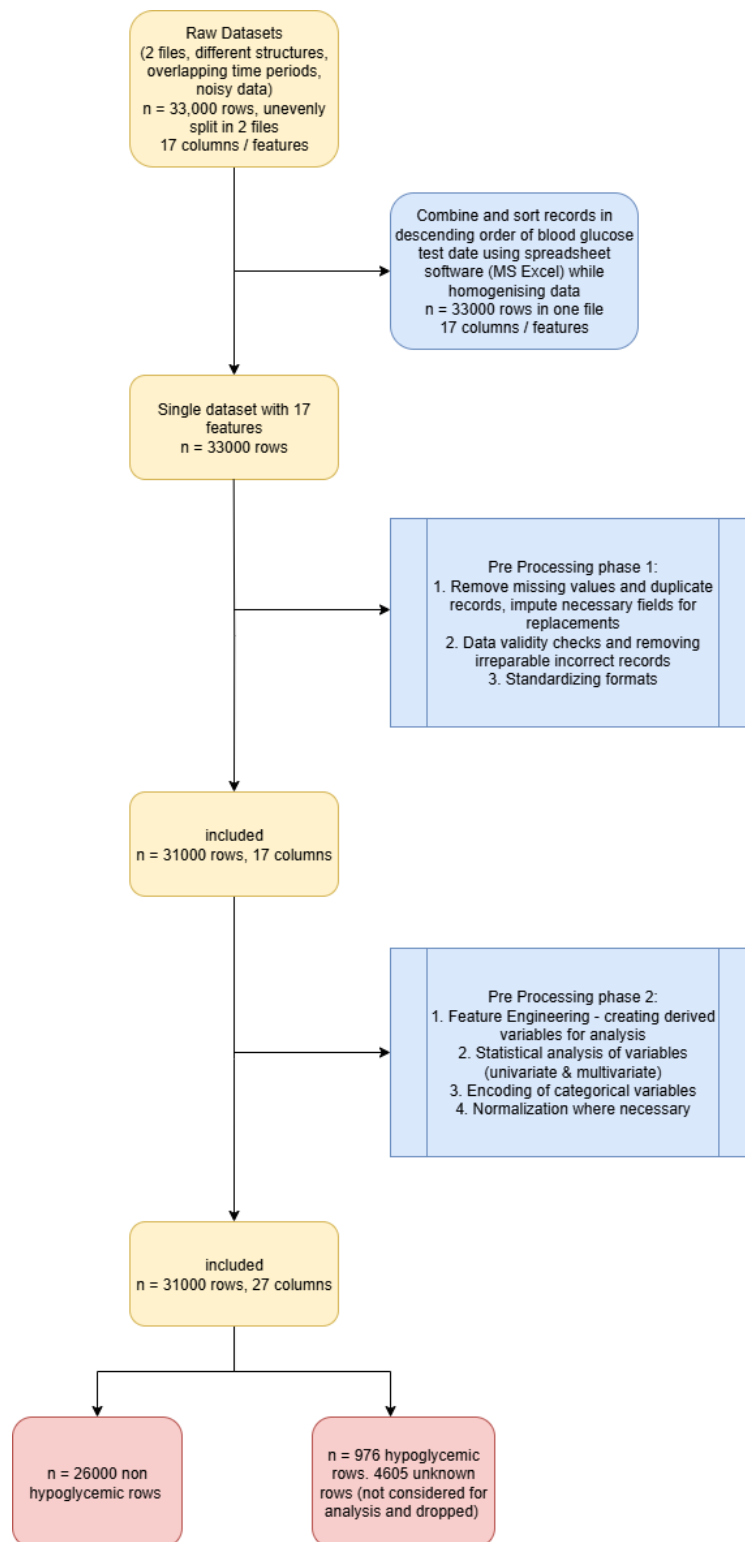 Raw Datasets
(2 files, different structures,
overlapping time periods,
noisy data)
n = 33,000 rows, unevenly
split in 2 files
17 columns / features
Combine and sort records in
descending order of blood glucose
test date using spreadsheet
software (MS Excel) while
homogenising data
n = 33000 rows in one file
17 columns / features
Single dataset with 17
features
n = 33000 rows
Pre Processing phase 1:
1. Remove missing values and duplicate
records, impute necessary fields for
replacements
2. Data validity checks and removing
irreparable incorrect records
3. Standardizing formats
included
n = 31000 rows, 17 columns
Pre Processing phase 2:
1. Feature Engineering - creating derived
variables for analysis
2. Statistical analysis of variables
(univariate & multivariate)
3. Encoding of categorical variables
4. Normalization where necessary
included
n = 31000 rows, 27 columns
n = 26000 non
hypoglycemic rows
n = 976 hypoglycemic
rows. 4605 unknown
rows (not considered for
analysis and dropped)